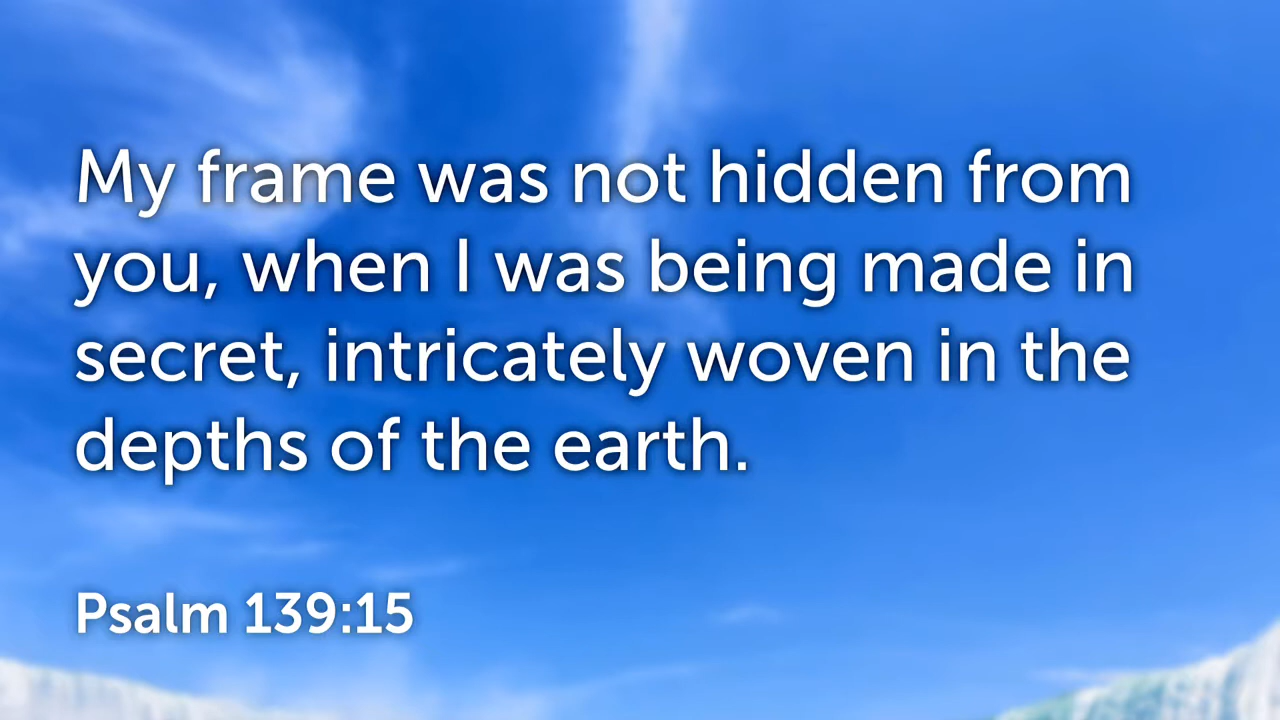 My frame was not hidden from
you, when I was being made in
secret, intricately woven in the
depths of the earth.
Psalm 139:15